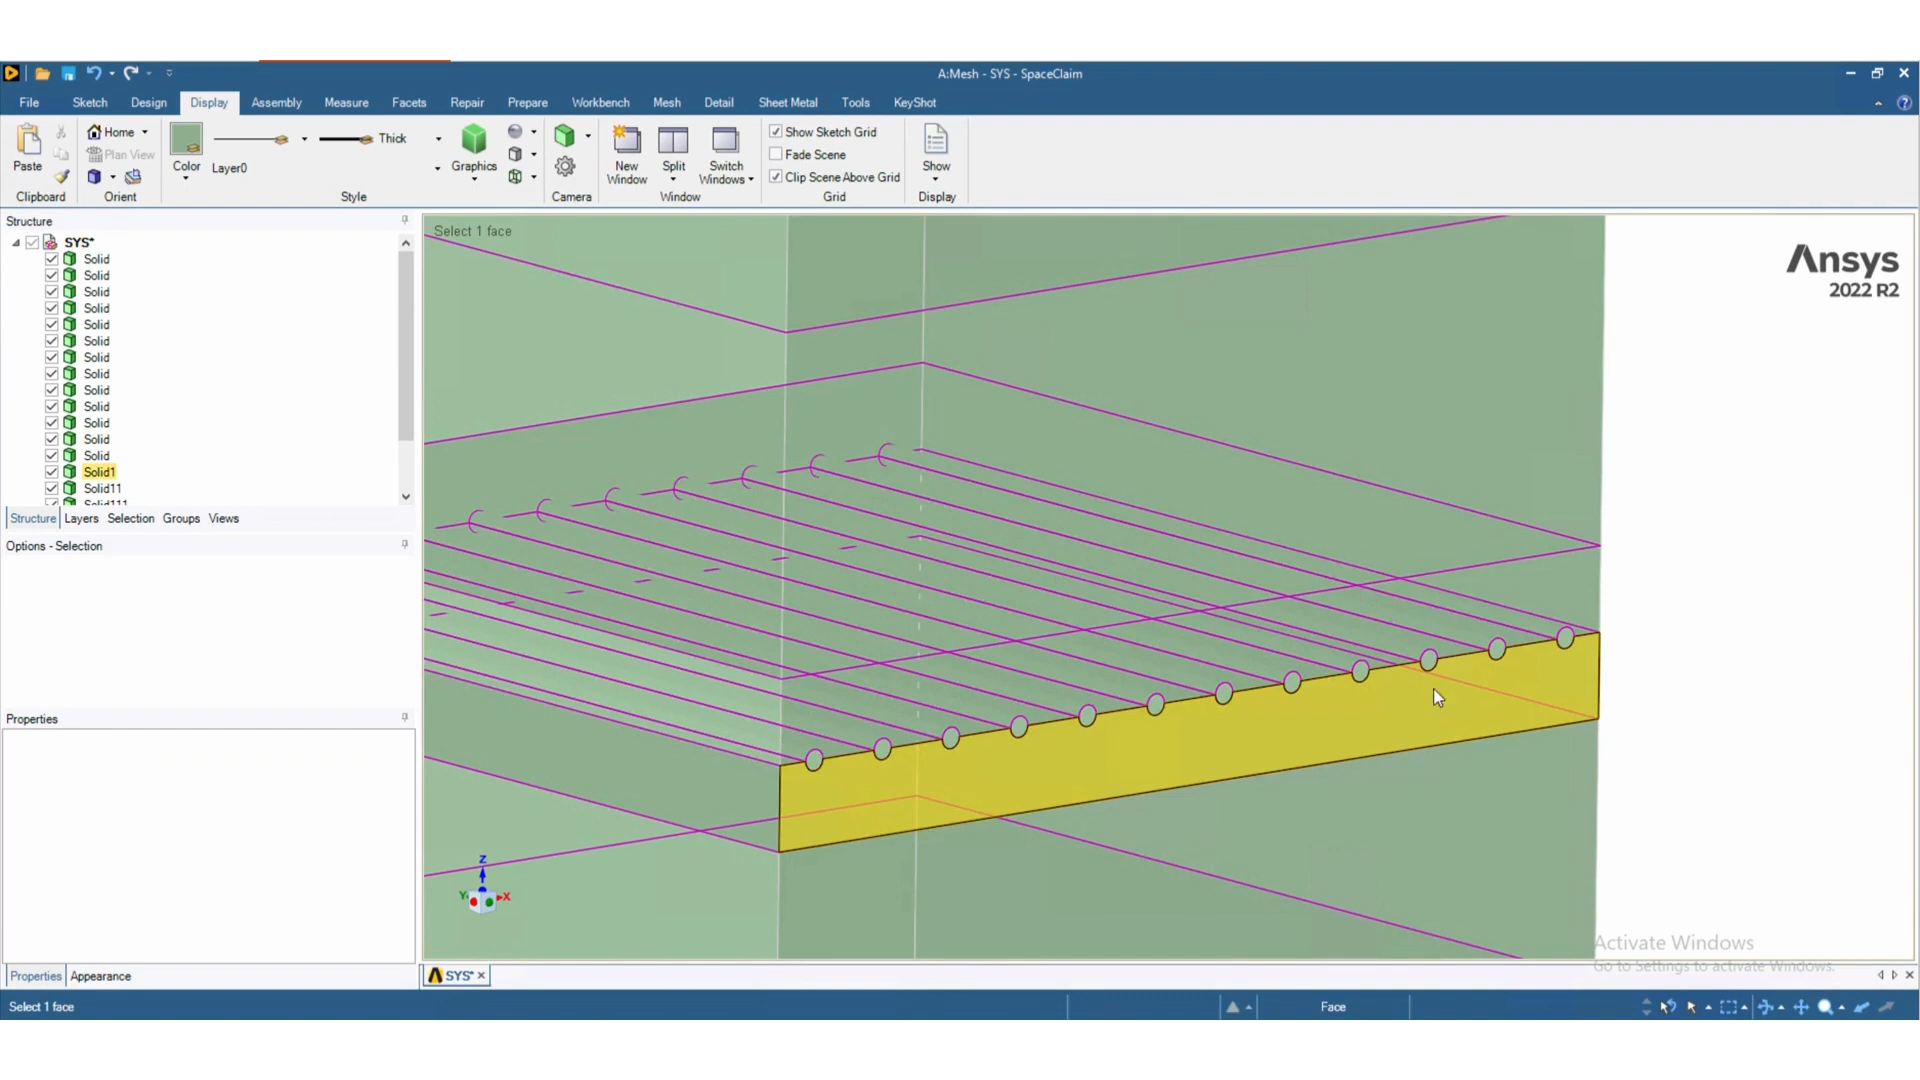 A:Mesh - SYS - SpaceClaim
File Sketch Design Display Assembly Measure Facets Repair Prepare Workbench Mesh Detail Sheet Metal Tools KeyShot
Paste
Clipboard
Home
Plan View
Orient
Color
Layer0
Thick
Style
Graphics
Camera
New Window
Split
Switch Windows
Window
Show Sketch Grid
Fade Scene
Clip Scene Above Grid
Grid
Show
Display
Structure
SYS*
Solid
Solid
Solid
Solid
Solid
Solid
Solid
Solid
Solid
Solid
Solid
Solid
Solid
Solid1
Solid11
Solid111
Structure Layers Selection Groups Views
Options - Selection
Properties
Properties Appearance
Select 1 face
Ansys
2022 R2
Z
Y
X
Activate Windows
Go to Settings to activate Windows.
SYS*
Select 1 face
Face